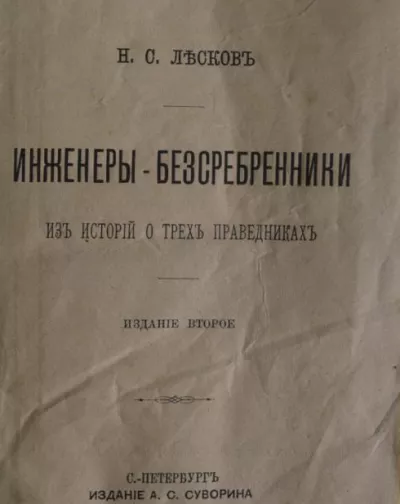 Н. С. ЛѢСКОВЪ
ИНЖЕНЕРЫ - БЕЗСРЕБРЕННИКИ
ИЗЪ ИСТОРІЙ О ТРЕХЪ ПРАВЕДНИКАХЪ
ИЗДАНІЕ ВТОРОЕ
С.-ПЕТЕРБУРГЪ
ИЗДАНІЕ А. С. СУВОРИНА